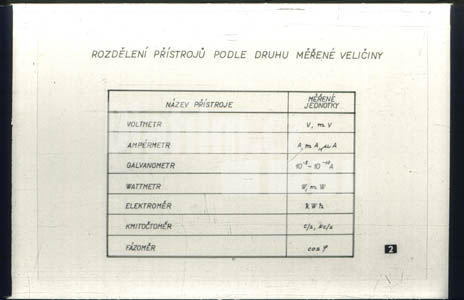 ROZDĚLENÍ PŘÍSTROJŮ PODLE DRUHU MĚŘENÉ VELIČINY
NÁZEV PŘÍSTROJE
MĚŘENÉ
JEDNOTKY
VOLTMETR V, mV
AMPÉRMETR A, mA, μA
GALVANOMETR 10⁻⁸ – 10⁻¹⁰ A
WATTMETR W, mW
ELEKTROMĚR kWh
KMITOČTOMĚR c/s, kc/s
FÁZOMĚR cos φ
2